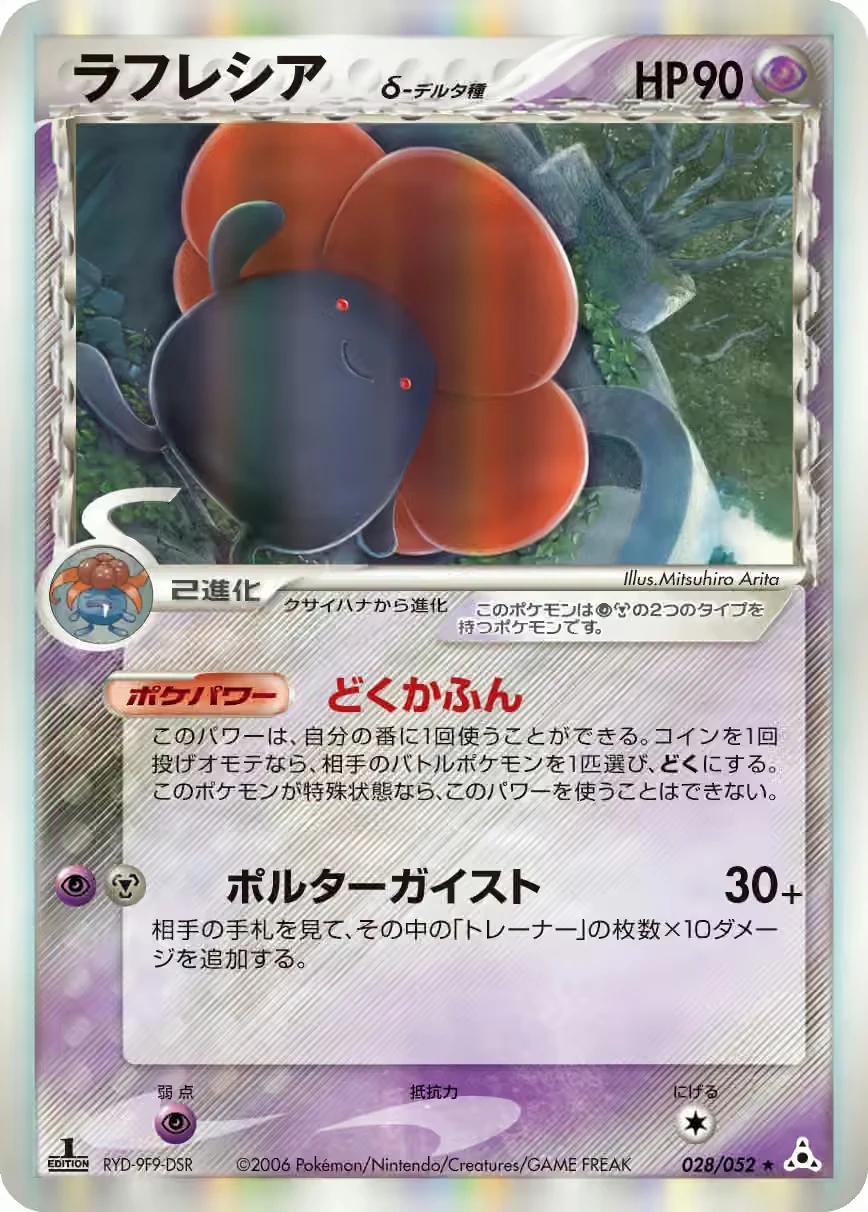 ラフレシア δ-デルタ種 HP90
Illus.Mitsuhiro Arita
2進化 クサイハナから進化
このポケモンは の2つのタイプを
持つポケモンです。
ポケパワー どくかふん
このパワーは、自分の番に1回使うことができる。コインを1回
投げオモテなら、相手のバトルポケモンを1匹選び、どくにする。
このポケモンが特殊状態なら、このパワーを使うことはできない。
ポルターガイスト 30+
相手の手札を見て、その中の「トレーナー」の枚数×10ダメー
ジを追加する。
弱点 抵抗力 にげる
1 EDITION RYD-9F9-DSR ©2006 Pokémon/Nintendo/Creatures/GAME FREAK 028/052 ★